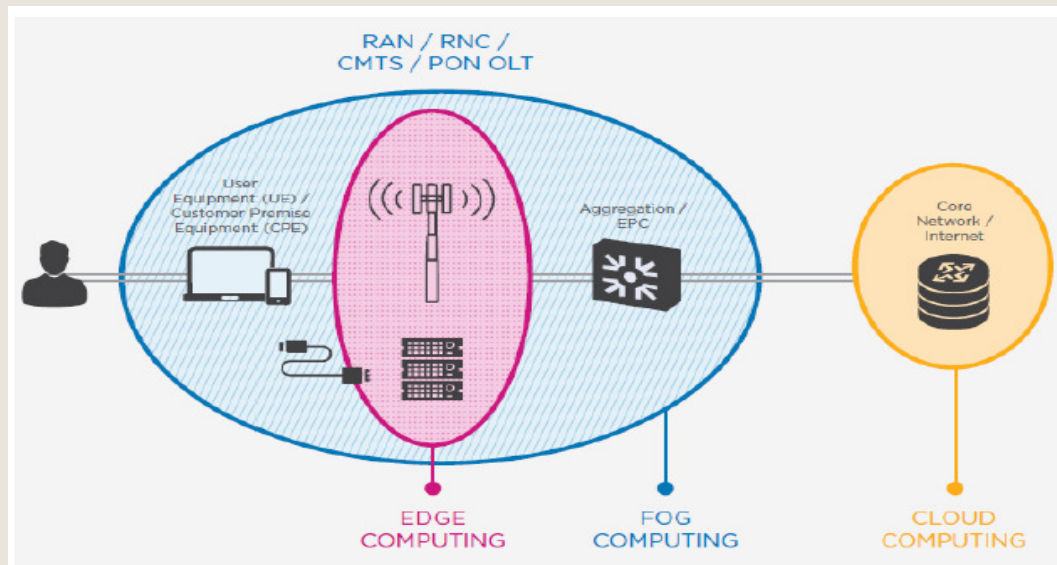 RAN / RNC /
CMTS / PON OLT
User
Equipment (UE) /
Customer Premise
Equipment (CPE)
Aggregation /
EPC
Core
Network /
Internet
EDGE
COMPUTING
FOG
COMPUTING
CLOUD
COMPUTING